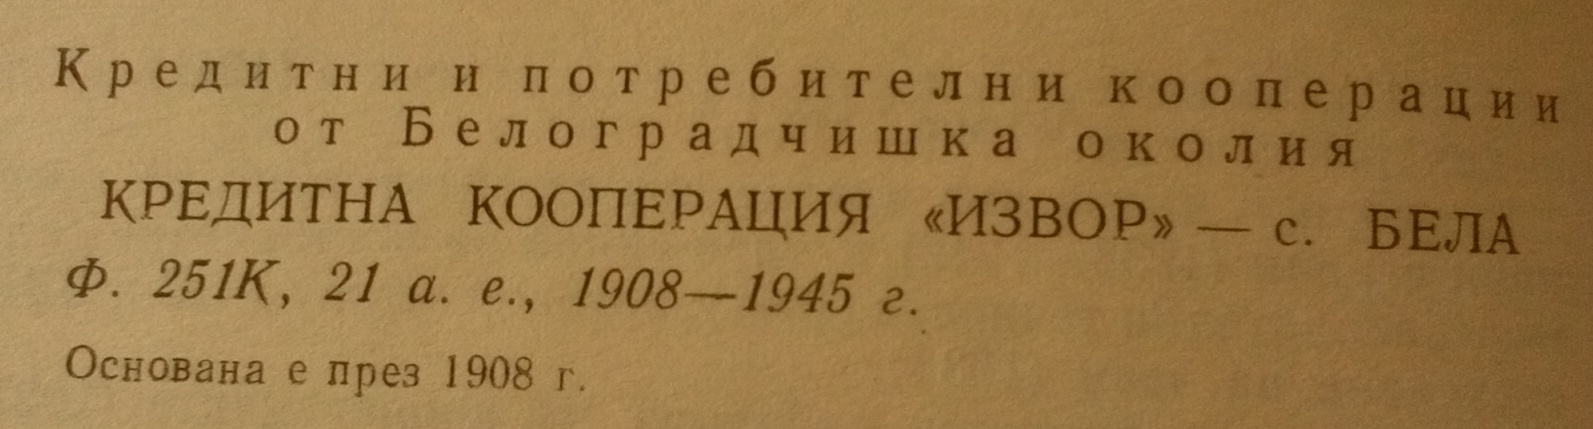 Кредитни и потребителни кооперации
от Белоградчишка околия
КРЕДИТНА КООПЕРАЦИЯ «ИЗВОР» — с. БЕЛА
Ф. 251К, 21 а. е., 1908—1945 г.
Основана е през 1908 г.